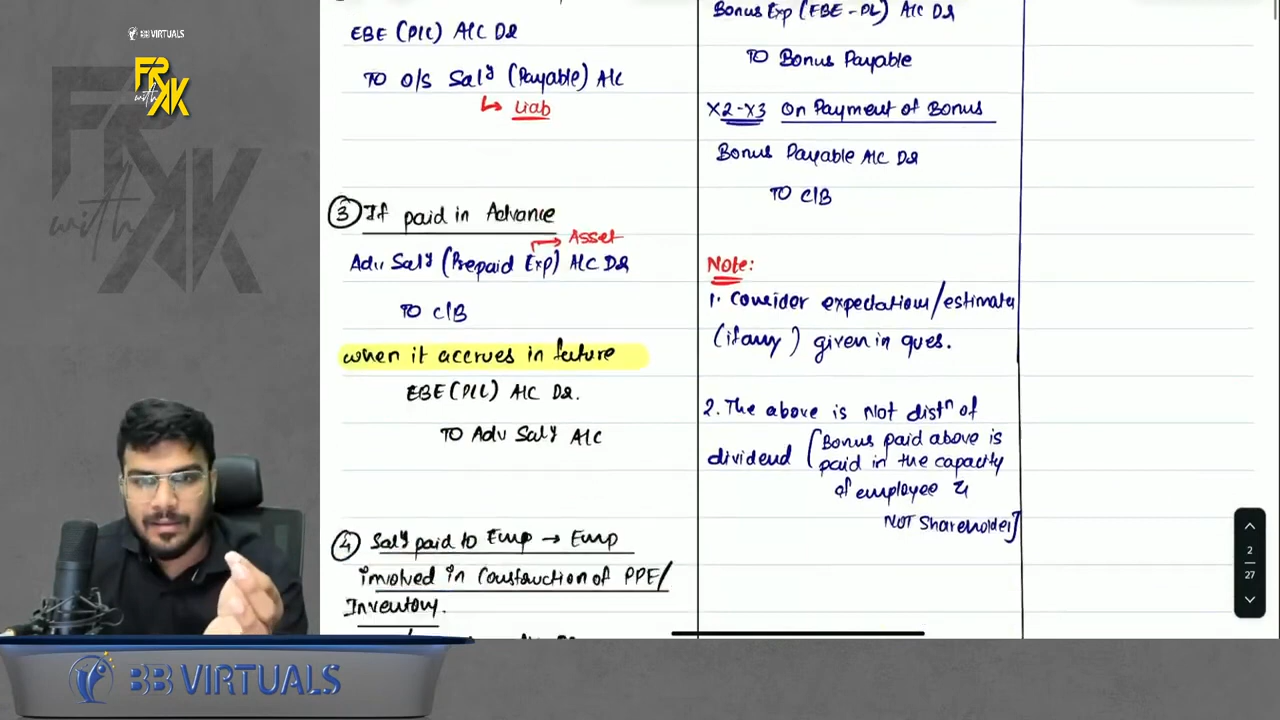 BB VIRTUALS
FR
with
AK
EBE (P/L) A/C DR
TO O/S Salʸ (Payable) A/C
↳ Liab
③ If paid in Advance
→ Asset
Adv Salʸ (Prepaid Exp) A/C DR
TO C/B
when it accrues in future
EBE (P/L) A/C DR.
TO Adv Salʸ A/C
④ Salʸ paid to Emp → Emp
involved in Construction of PPE/
Inventory.
Bonus Exp (EBE - PL) A/C DR
TO Bonus Payable
X2-X3 On Payment of Bonus
Bonus Payable A/C DR
TO C/B
Note:
1. Consider expectation/estimate
(if any) given in ques.
2. The above is Not distⁿ of
dividend [Bonus paid above is
paid in the capacity
of employee &
NOT Shareholder]
2
27
BB VIRTUALS